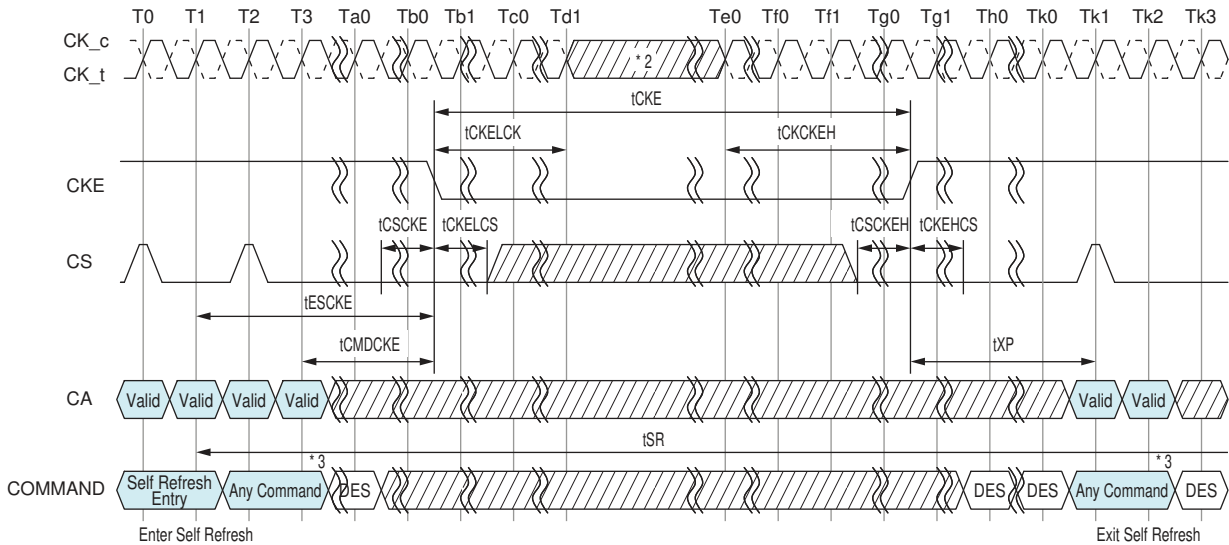 T0 T1 T2 T3 Ta0 Tb0 Tb1 Tc0 Td1 Te0 Tf0 Tf1 Tg0 Tg1 Th0 Tk0 Tk1 Tk2 Tk3
CK_c
CK_t
* 2
tCKE
tCKELCK tCKCKEH
CKE
tCSCKE tCKELCS tCSCKEH tCKEHCS
CS
tESCKE
tCMDCKE tXP
CA Valid Valid Valid Valid Valid Valid
tSR
* 3 * 3
COMMAND Self Refresh Entry Any Command DES DES DES Any Command DES
Enter Self Refresh Exit Self Refresh